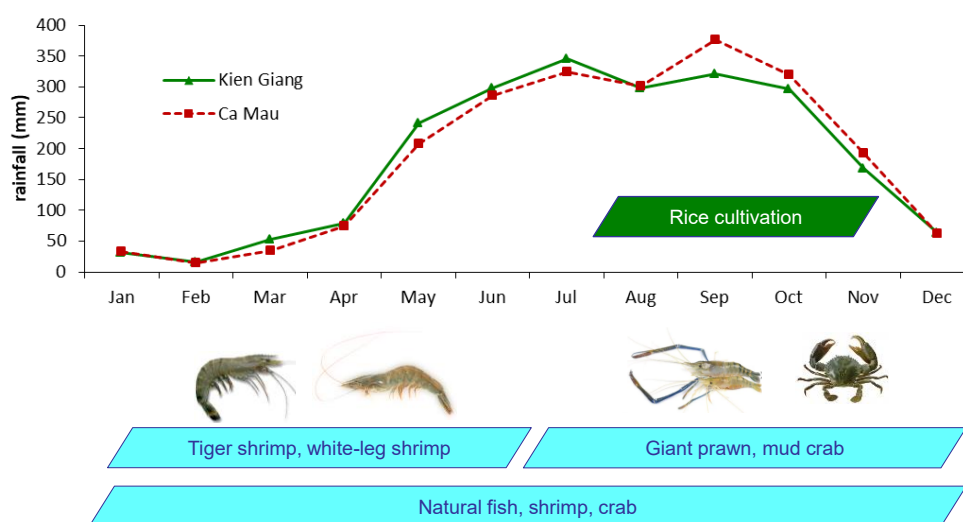 400
350
300
250
200
150
100
50
0
rainfall (mm)
Kien Giang
Ca Mau
Rice cultivation
Jan Feb Mar Apr May Jun Jul Aug Sep Oct Nov Dec
Tiger shrimp, white-leg shrimp
Giant prawn, mud crab
Natural fish, shrimp, crab